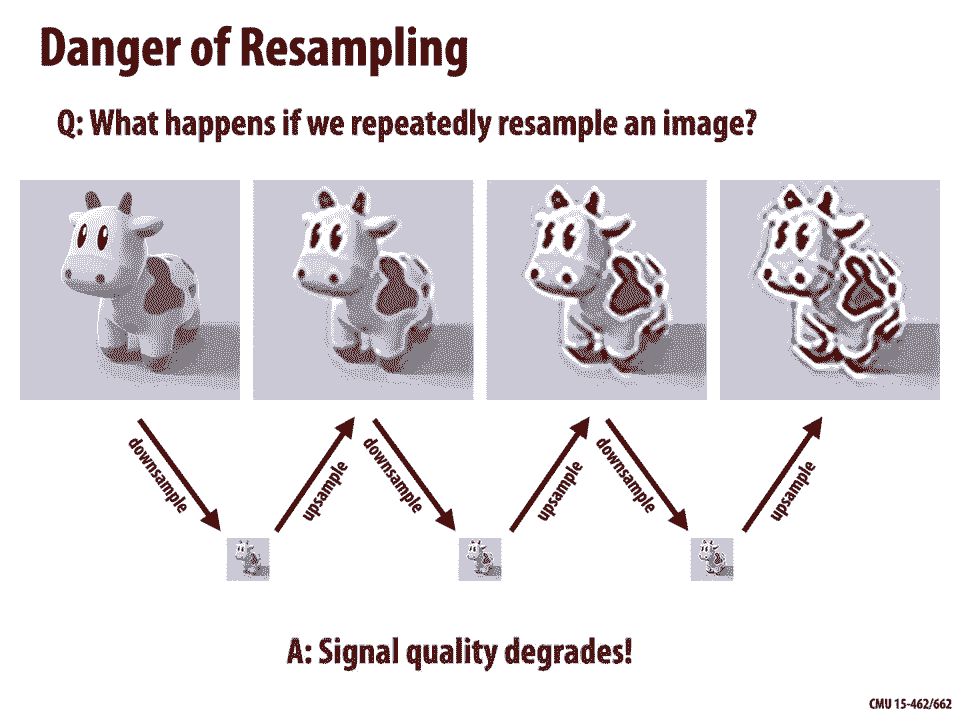 Danger of Resampling
Q: What happens if we repeatedly resample an image?
downsample
upsample
downsample
upsample
downsample
upsample
A: Signal quality degrades!
CMU 15-462/662